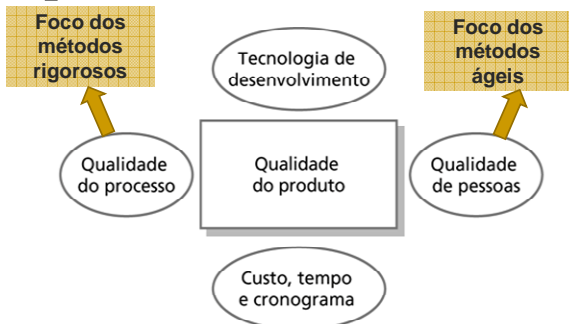 Foco dos
métodos
rigorosos
Foco dos
métodos
ágeis
Tecnologia de
desenvolvimento
Qualidade
do processo
Qualidade
do produto
Qualidade
de pessoas
Custo, tempo
e cronograma